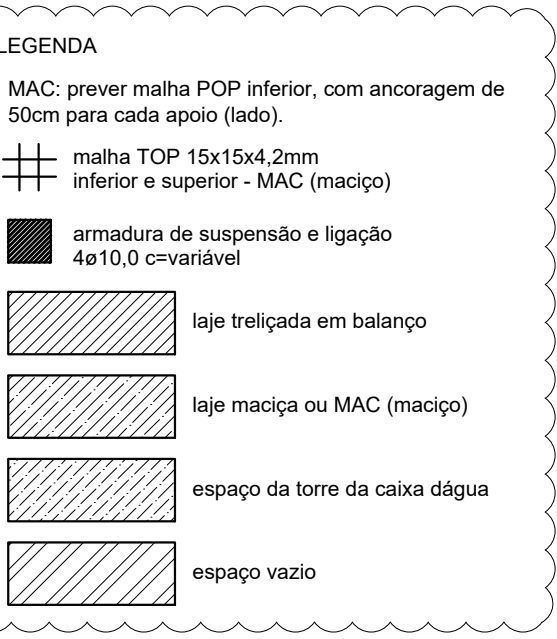 LEGENDA
MAC: prever malha POP inferior, com ancoragem de
50cm para cada apoio (lado).
malha TOP 15x15x4,2mm
inferior e superior - MAC (maciço)
armadura de suspensão e ligação
4ø10,0 c=variável
laje treliçada em balanço
laje maciça ou MAC (maciço)
espaço da torre da caixa dágua
espaço vazio